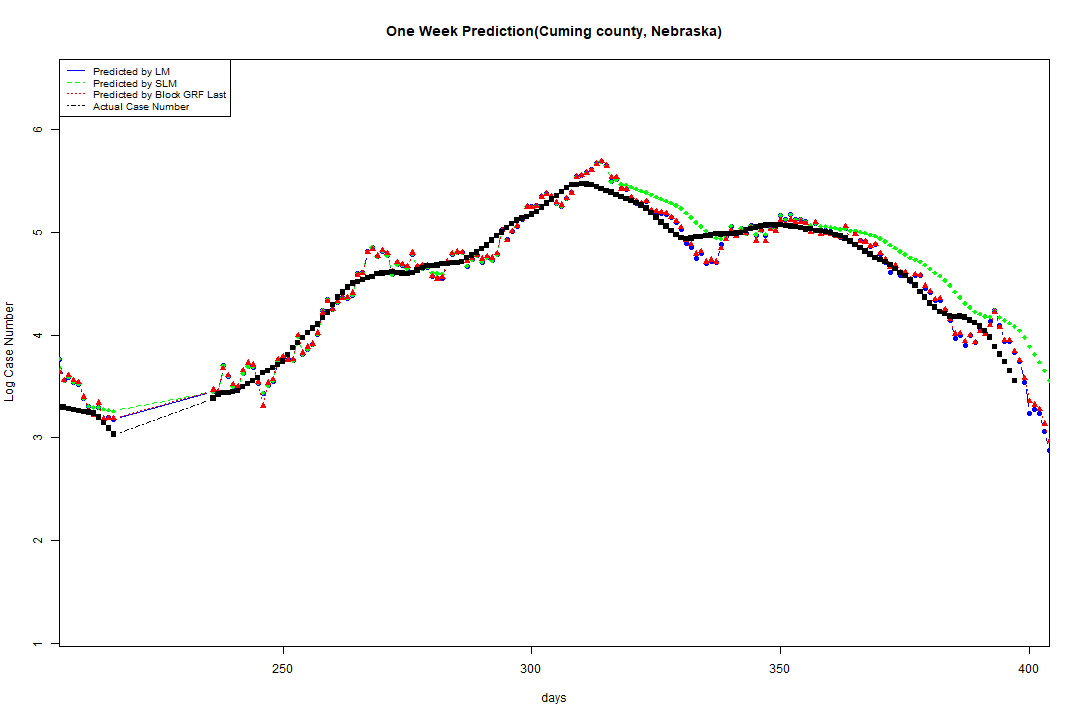 One Week Prediction(Cuming county, Nebraska)
Predicted by LM
Predicted by SLM
Predicted by Block GRF Last
Actual Case Number
6
5
4
3
2
1
Log Case Number
250 300 350 400
days